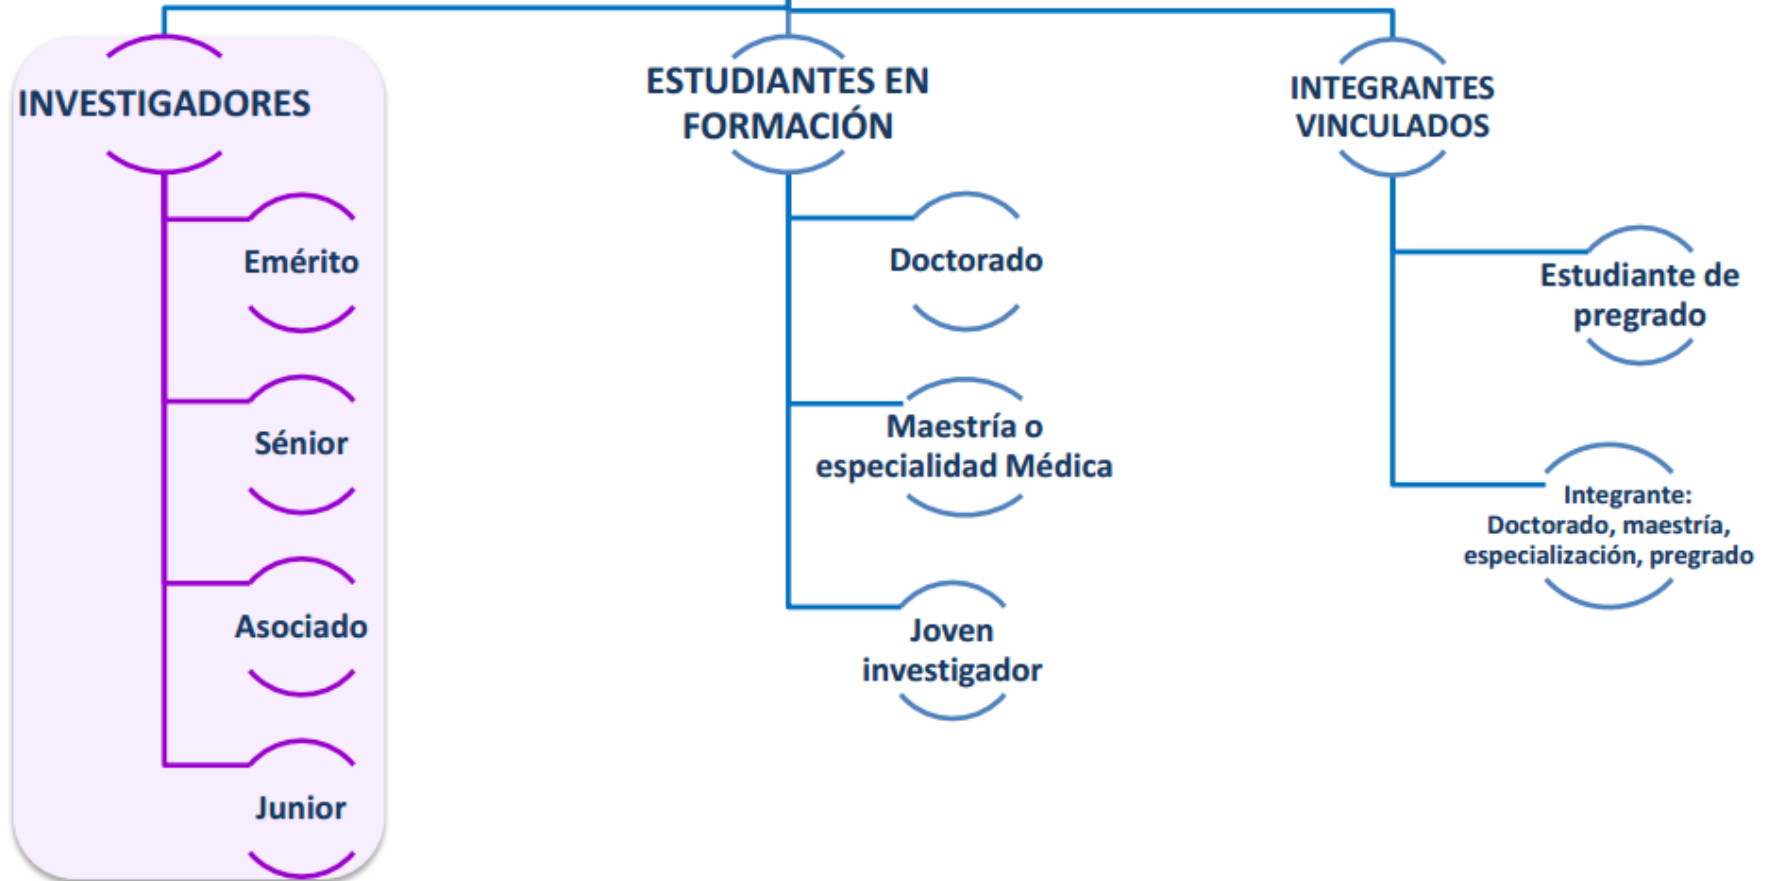 INVESTIGADORES
Emérito
Sénior
Asociado
Junior
ESTUDIANTES EN
FORMACIÓN
Doctorado
Maestría o
especialidad Médica
Joven
investigador
INTEGRANTES
VINCULADOS
Estudiante de
pregrado
Integrante:
Doctorado, maestría,
especialización, pregrado